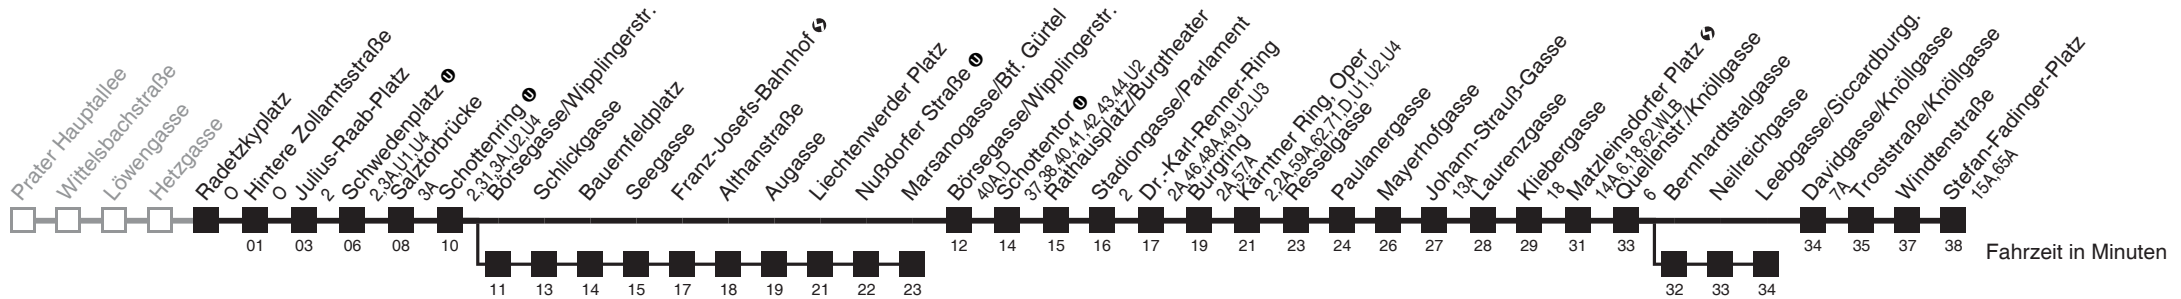 Prater Hauptallee
Wittelsbachstraße
Löwengasse
Hetzgasse
Radetzkyplatz
O
Hintere Zollamtsstraße
O
Julius-Raab-Platz
2
Schwedenplatz U
2,3A,U1,U4
Salztorbrücke
3A
Schottenring U
2,31,3A,U2,U4
Börsegasse/Wipplingerstr.
Schlickgasse
Bauernfeldplatz
Seegasse
Franz-Josefs-Bahnhof S
Althanstraße
Augasse
Liechtenwerder Platz
Nußdorfer Straße U
Marsanogasse/Btf. Gürtel
Börsegasse/Wipplingerstr.
40A,D
Schottentor U
37,38,40,41,42,43,44,U2
Rathausplatz/Burgtheater
Stadiongasse/Parlament
2
Dr.-Karl-Renner-Ring
2A,46,48A,49,U2,U3
Burgring
2A,57A
Kärntner Ring, Oper
2,2A,59A,62,71,D,U1,U2,U4
Resselgasse
Paulanergasse
Mayerhofgasse
Johann-Strauß-Gasse
13A
Laurenzgasse
Kliebergasse
18
Matzleinsdorfer Platz S
14A,6,18,62,WLB
Quellenstr./Knöllgasse
6
Bernhardtstalgasse
Neilreichgasse
Leebgasse/Siccardburgg.
Davidgasse/Knöllgasse
7A
Troststraße/Knöllgasse
Windtenstraße
Stefan-Fadinger-Platz
15A,65A
01 03 06 08 10 12 14 15 16 17 19 21 23 24 26 27 28 29 31 33 34 35 37 38
Fahrzeit in Minuten
11 13 14 15 17 18 19 21 22 23 32 33 34